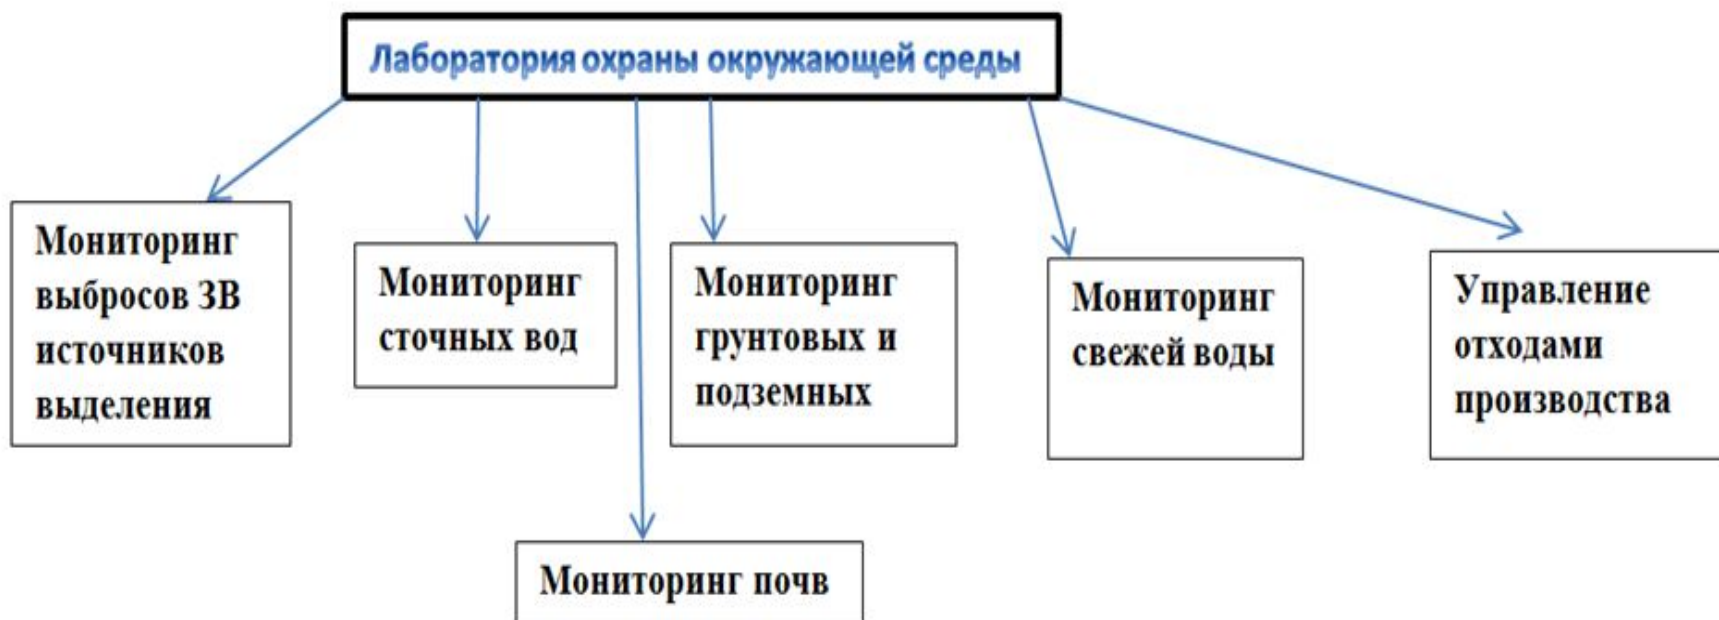 Лаборатория охраны окружающей среды
Мониторинг
выбросов ЗВ
источников
выделения
Мониторинг
сточных вод
Мониторинг
грунтовых и
подземных
Мониторинг
свежей воды
Управление
отходами
производства
Мониторинг почв